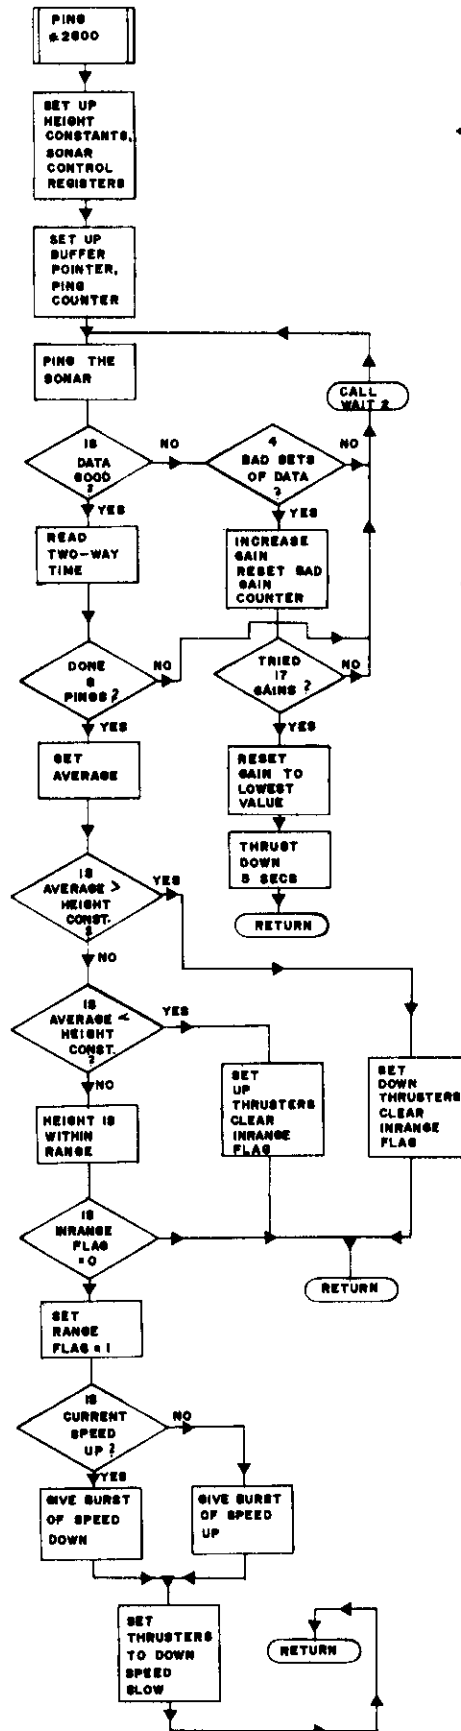 PING
*2600
SET UP
HEIGHT
CONSTANTS,
SONAR
CONTROL
REGISTERS
SET UP
BUFFER
POINTER,
PING
COUNTER
PING THE
SONAR
CALL
WAIT 2
IS
DATA
GOOD
?
NO
4
BAD SETS
OF DATA
?
NO
YES
READ
TWO-WAY
TIME
YES
INCREASE
GAIN
RESET BAD
GAIN
COUNTER
DONE
8
PINGS?
NO
TRIED
17
GAINS ?
NO
YES
GET
AVERAGE
YES
RESET
GAIN TO
LOWEST
VALUE
THRUST
DOWN
5 SECS
RETURN
IS
AVERAGE >
HEIGHT
CONST.
?
YES
NO
IS
AVERAGE <
HEIGHT
CONST.
?
YES
NO
HEIGHT IS
WITHIN
RANGE
SET
UP
THRUSTERS
CLEAR
INRANGE
FLAG
SET
DOWN
THRUSTERS
CLEAR
INRANGE
FLAG
IS
INRANGE
FLAG
=0
RETURN
SET
RANGE
FLAG = 1
IS
CURRENT
SPEED
UP ?
NO
YES
GIVE BURST
OF SPEED
DOWN
GIVE BURST
OF SPEED
UP
SET
THRUSTERS
TO DOWN
SPEED
SLOW
RETURN